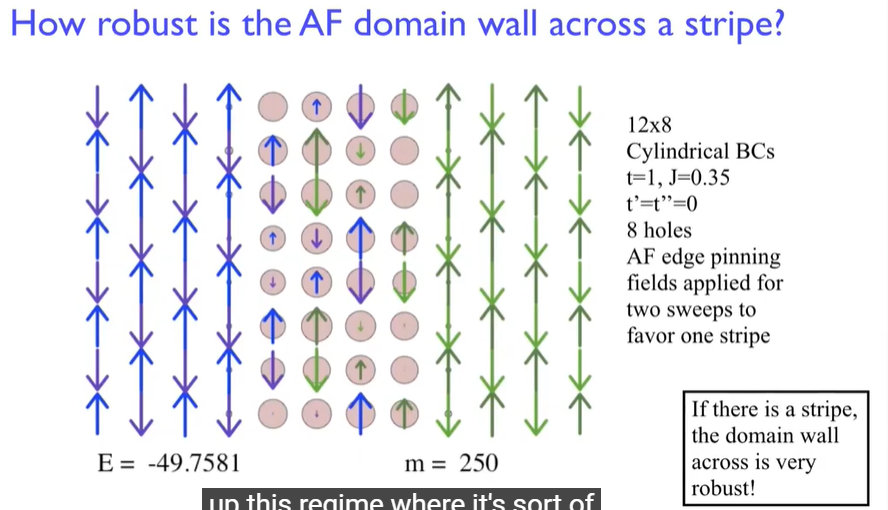 How robust is the AF domain wall across a stripe?
12x8
Cylindrical BCs
t=1, J=0.35
t'=t''=0
8 holes
AF edge pinning
fields applied for
two sweeps to
favor one stripe
If there is a stripe,
the domain wall
across is very
robust!
E = -49.7581
m = 250
up this regime where it's sort of